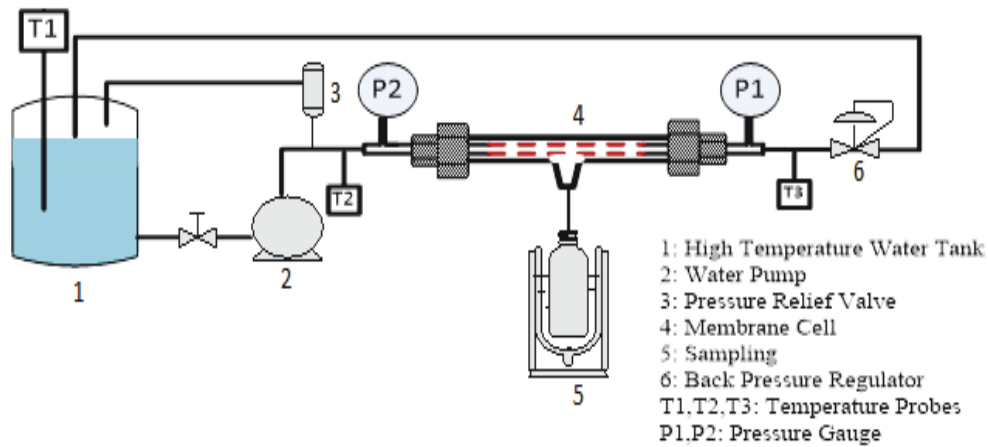 T1
3
P2
4
P1
T2
T3
6
1
2
5
1: High Temperature Water Tank
2: Water Pump
3: Pressure Relief Valve
4: Membrane Cell
5: Sampling
6: Back Pressure Regulator
T1,T2,T3: Temperature Probes
P1,P2: Pressure Gauge